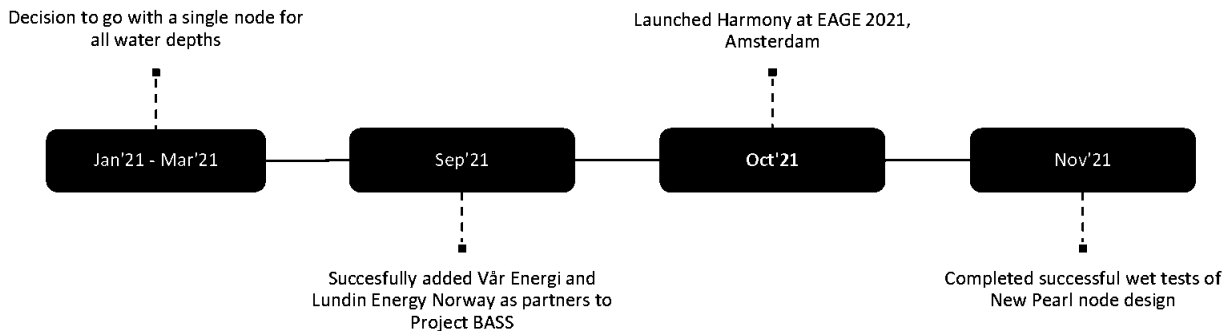 Decision to go with a single node for
all water depths
Launched Harmony at EAGE 2021,
Amsterdam
Jan'21 - Mar'21
Sep'21
Oct'21
Nov'21
Succesfully added Vår Energi and
Lundin Energy Norway as partners to
Project BASS
Completed successful wet tests of
New Pearl node design